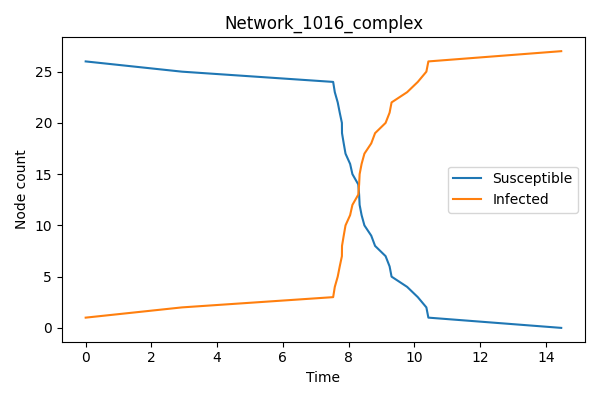 Network_1016_complex
Node count
25
20
15
10
5
0
Susceptible
Infected
0 2 4 6 8 10 12 14
Time